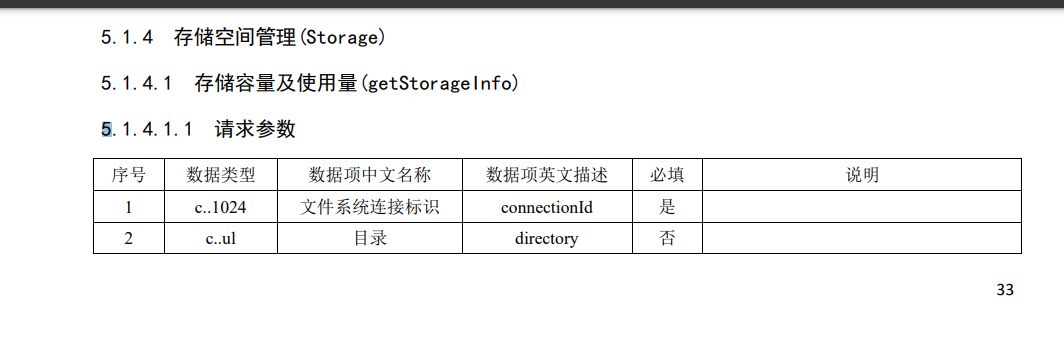 5.1.4 存储空间管理(Storage)
5.1.4.1 存储容量及使用量(getStorageInfo)
5.1.4.1.1 请求参数
序号 数据类型 数据项中文名称 数据项英文描述 必填 说明
1 c..1024 文件系统连接标识 connectionId 是
2 c..ul 目录 directory 否
33